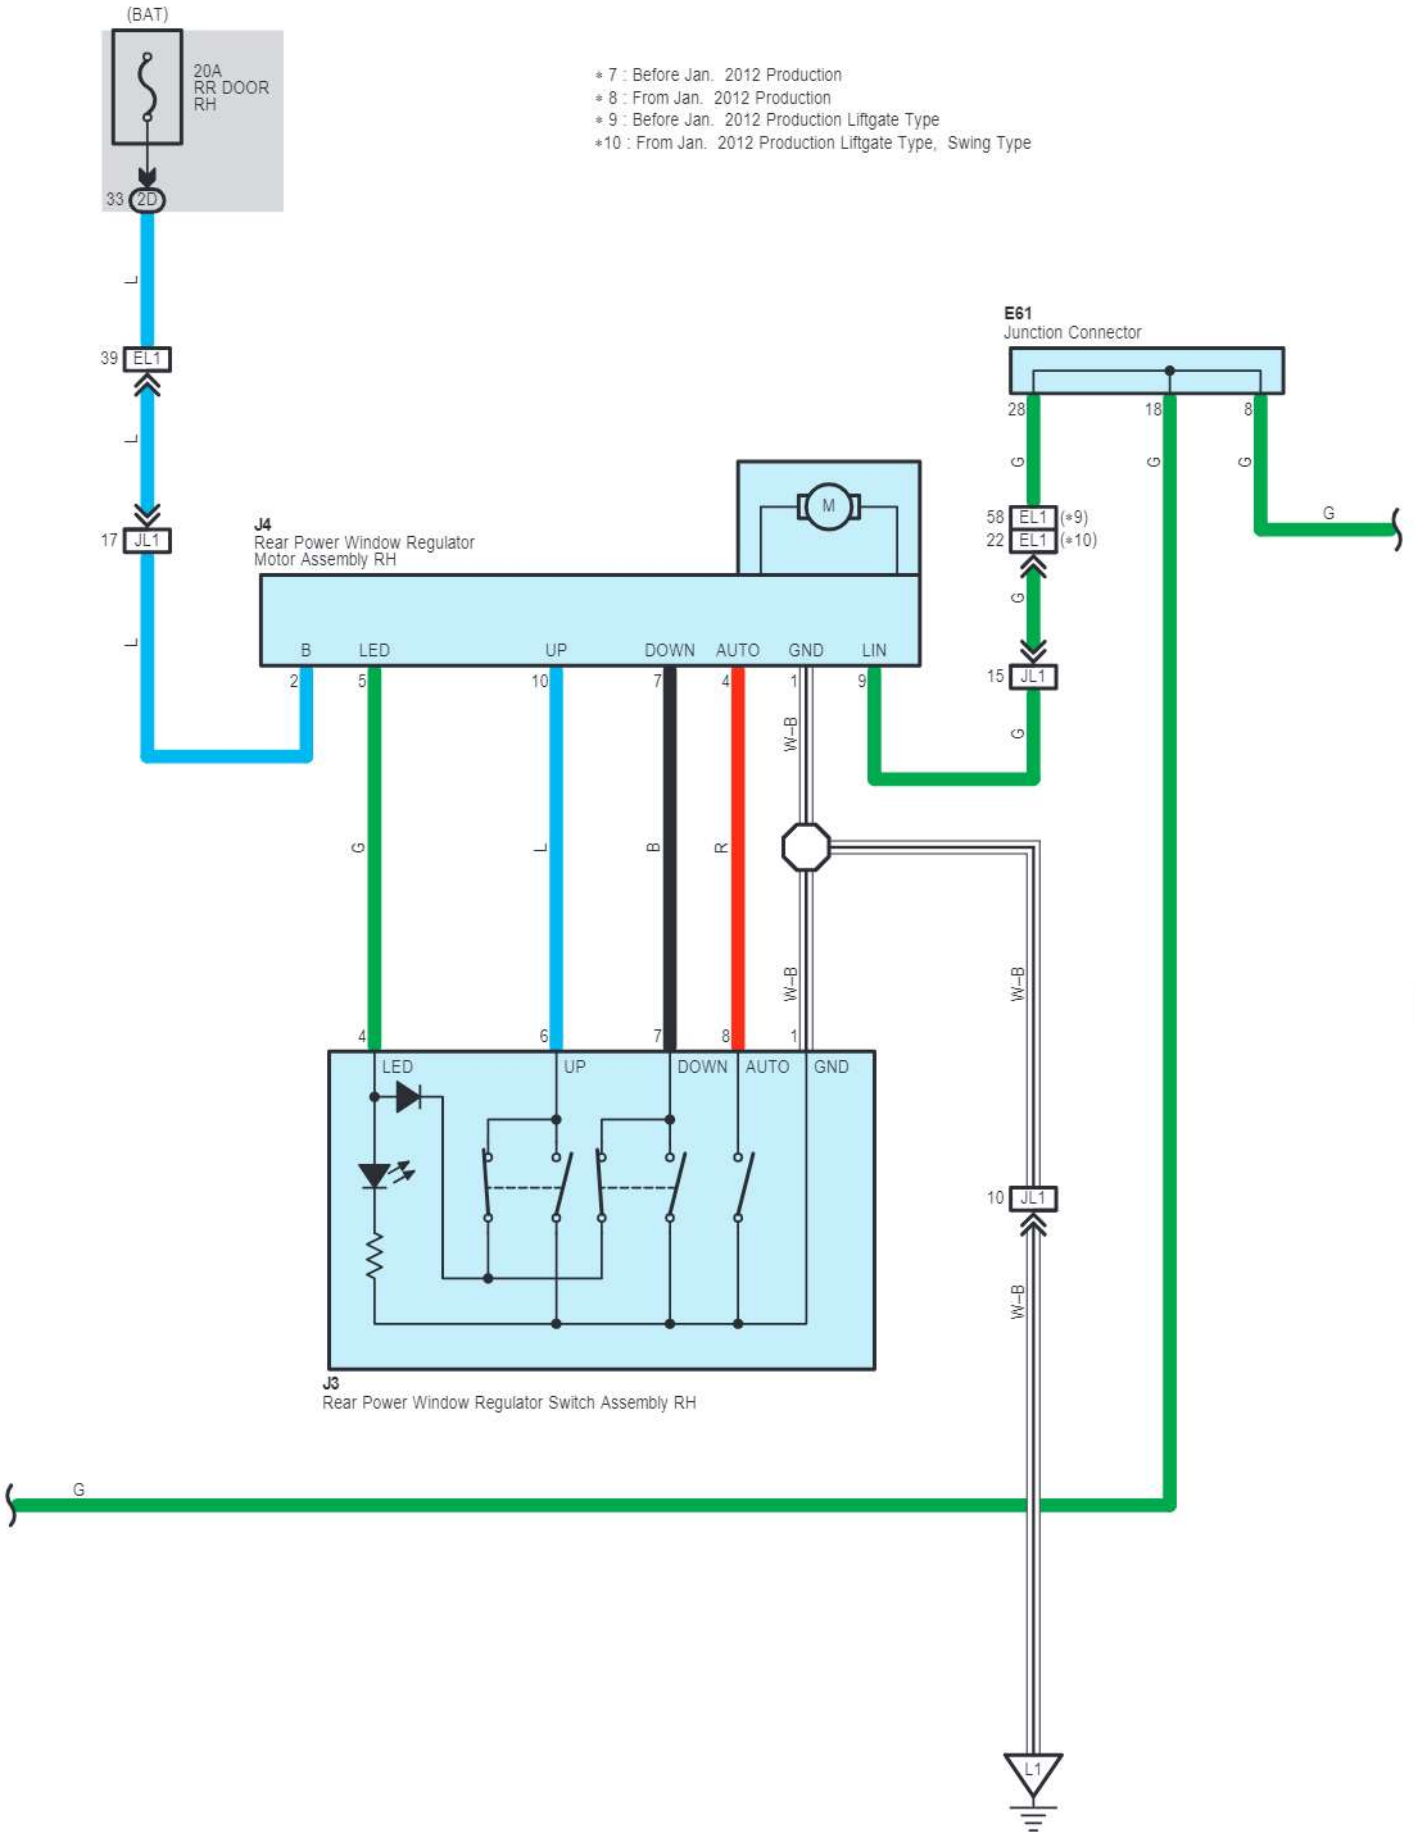 (BAT)
20A
RR DOOR
RH
33 2D
* 7 : Before Jan. 2012 Production
* 8 : From Jan. 2012 Production
* 9 : Before Jan. 2012 Production Liftgate Type
*10 : From Jan. 2012 Production Liftgate Type, Swing Type
L
39 EL1
L
17 JL1
L
E61
Junction Connector
28 18 8
G G G
G
58 EL1 (*9)
22 EL1 (*10)
G
15 JL1
G
J4
Rear Power Window Regulator
Motor Assembly RH
M
B LED UP DOWN AUTO GND LIN
2 5 10 7 4 1 9
W-B
G L B R
W-B W-B
4 6 7 8 1
LED UP DOWN AUTO GND
10 JL1
W-B
J3
Rear Power Window Regulator Switch Assembly RH
G
L1